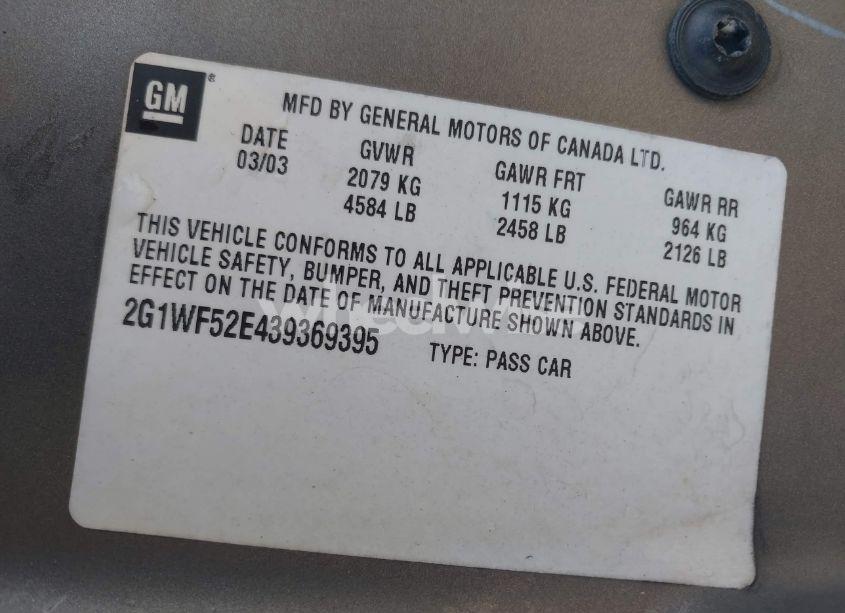 GM®
MFD BY GENERAL MOTORS OF CANADA LTD.
DATE GVWR GAWR FRT GAWR RR
03/03 2079 KG 1115 KG 964 KG
4584 LB 2458 LB 2126 LB
THIS VEHICLE CONFORMS TO ALL APPLICABLE U.S. FEDERAL MOTOR
VEHICLE SAFETY, BUMPER, AND THEFT PREVENTION STANDARDS IN
EFFECT ON THE DATE OF MANUFACTURE SHOWN ABOVE.
2G1WF52E439369395 TYPE: PASS CAR